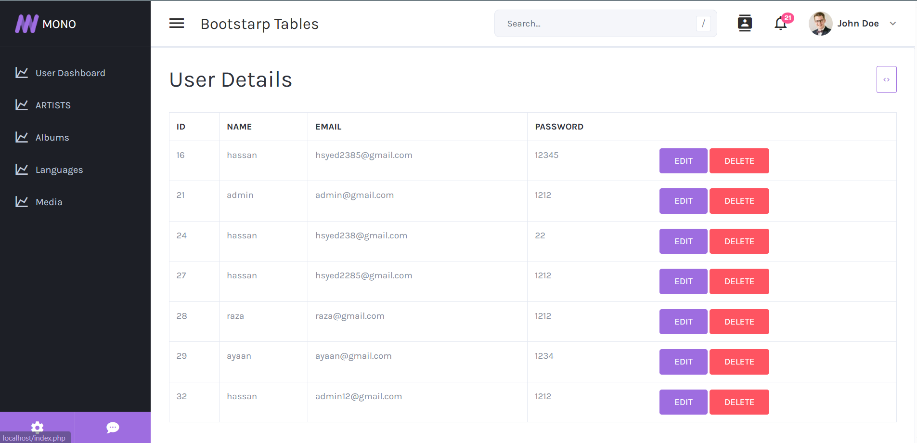 MONO
Bootstarp Tables
Search...
/
21
John Doe
User Dashboard
ARTISTS
Albums
Languages
Media
User Details
<>
ID NAME EMAIL PASSWORD
16 hassan hsyed2385@gmail.com 12345 EDIT DELETE
21 admin admin@gmail.com 1212 EDIT DELETE
24 hassan hsyed238@gmail.com 22 EDIT DELETE
27 hassan hsyed2285@gmail.com 1212 EDIT DELETE
28 raza raza@gmail.com 1212 EDIT DELETE
29 ayaan ayaan@gmail.com 1234 EDIT DELETE
32 hassan admin12@gmail.com 1212 EDIT DELETE
localhost/index.php